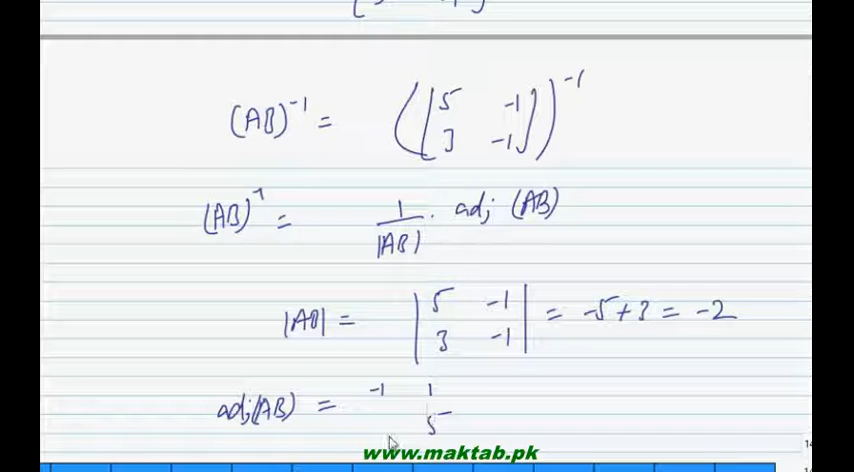 (AB)⁻¹ = ([5 -1
3 -1])⁻¹
(AB)⁻¹ = 1/|AB| . adj (AB)
|AB| = |5 -1
3 -1| = -5+3 = -2
adj(AB) = -1 1
5
www.maktab.pk